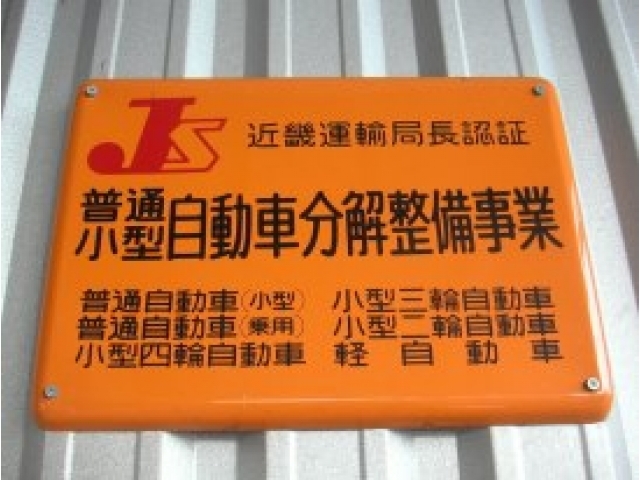 JS 近畿運輸局長認証
普通小型自動車分解整備事業
普通自動車(小型) 小型三輪自動車
普通自動車(乗用) 小型二輪自動車
小型四輪自動車 軽自動車